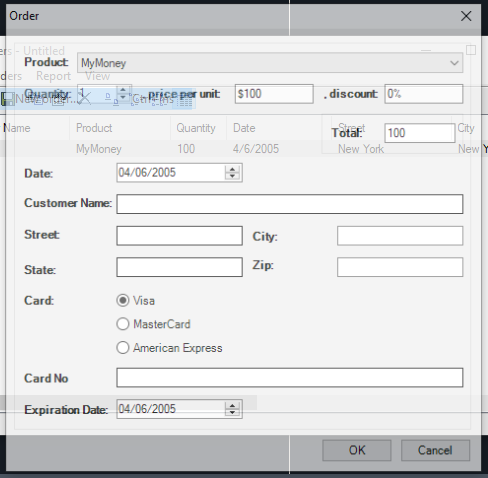 Order
ers - Untitled
Product: MyMoney
ders Report View
Quantity: 1 , price per unit: $100 , discount: 0%
New order... Ctrl+Ins
Name Product Quantity Date Street City
Total: 100
MyMoney 100 4/6/2005 New York New Y
Date: 04/06/2005
Customer Name:
Street: City:
State: Zip:
Card: Visa
MasterCard
American Express
Card No
Expiration Date: 04/06/2005
OK Cancel